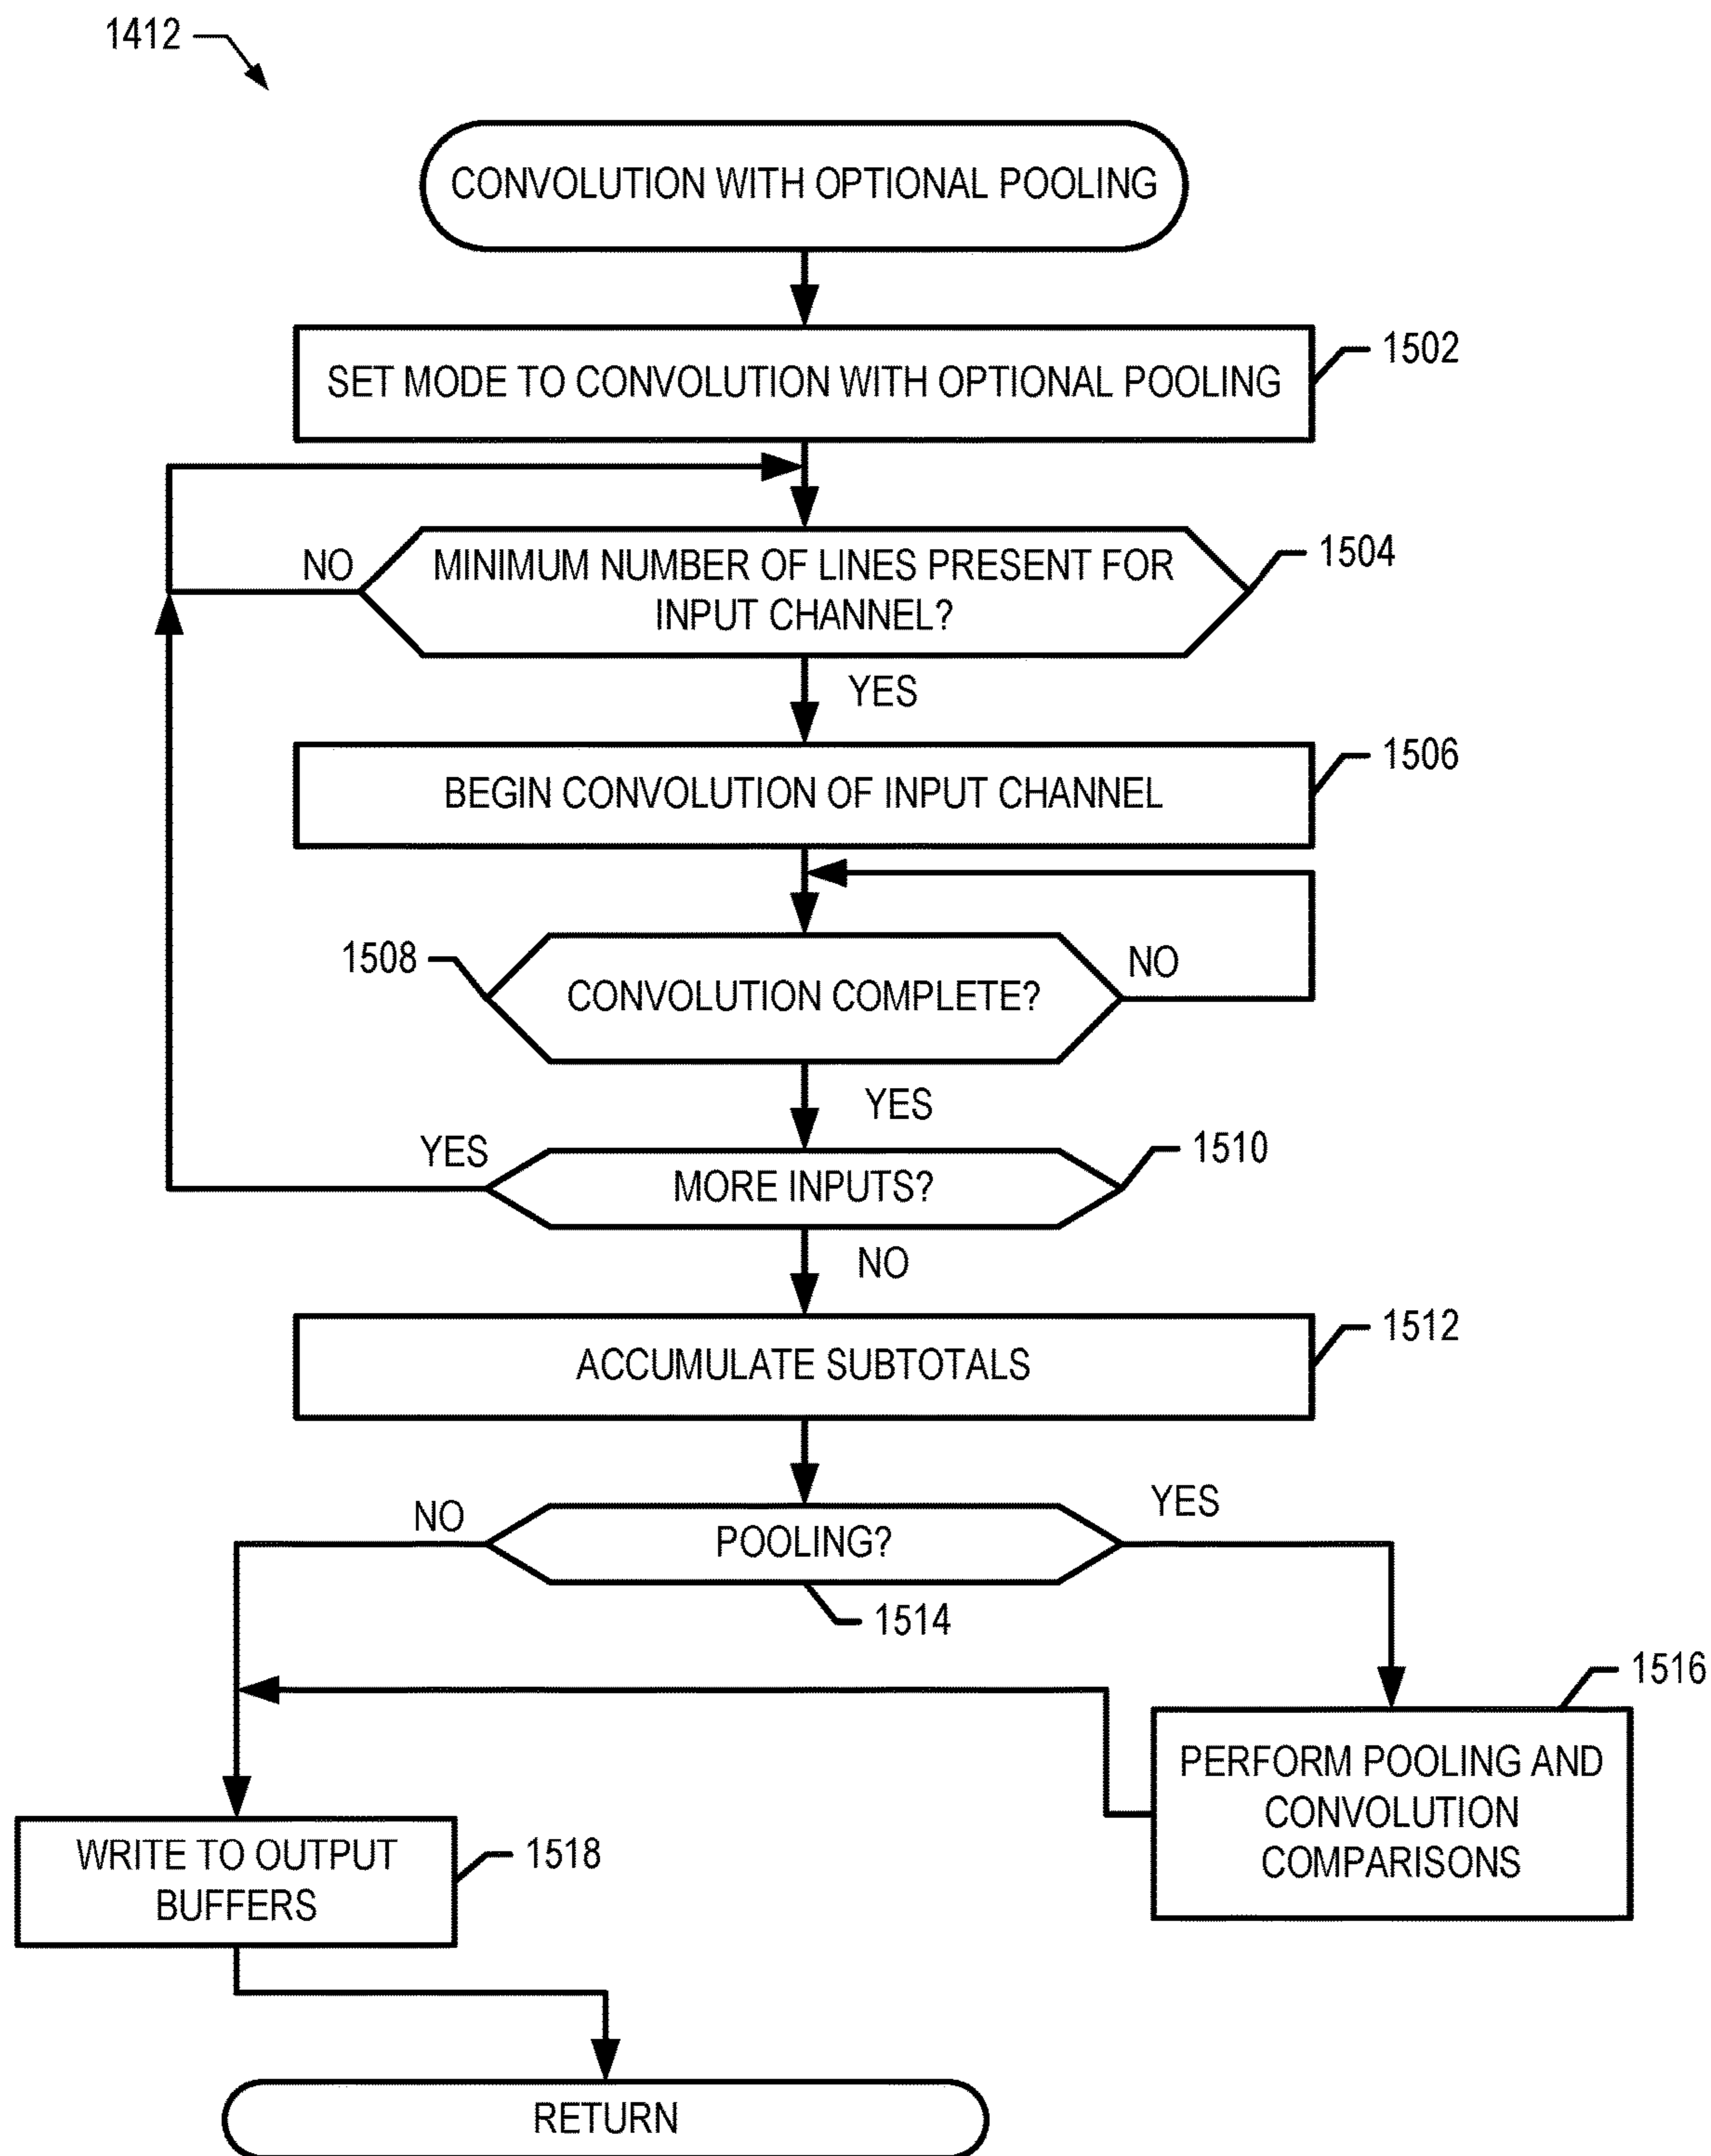 1412
CONVOLUTION WITH OPTIONAL POOLING
SET MODE TO CONVOLUTION WITH OPTIONAL POOLING
1502
NO
MINIMUM NUMBER OF LINES PRESENT FOR
INPUT CHANNEL?
1504
YES
BEGIN CONVOLUTION OF INPUT CHANNEL
1506
1508
CONVOLUTION COMPLETE?
NO
YES
YES
MORE INPUTS?
1510
NO
ACCUMULATE SUBTOTALS
1512
NO
POOLING?
YES
1514
1516
PERFORM POOLING AND
CONVOLUTION
COMPARISONS
WRITE TO OUTPUT
BUFFERS
1518
RETURN